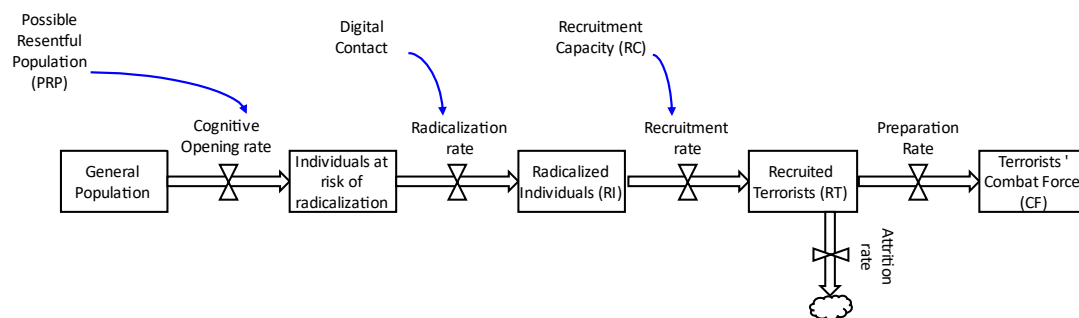 Possible
Resentful
Population
(PRP)
Digital
Contact
Recruitment
Capacity (RC)
Cognitive
Opening rate
Radicalization
rate
Recruitment
rate
Preparation
Rate
General
Population
Individuals at
risk of
radicalization
Radicalized
Individuals (RI)
Recruited
Terrorists (RT)
Terrorists '
Combat Force
(CF)
Attrition
rate